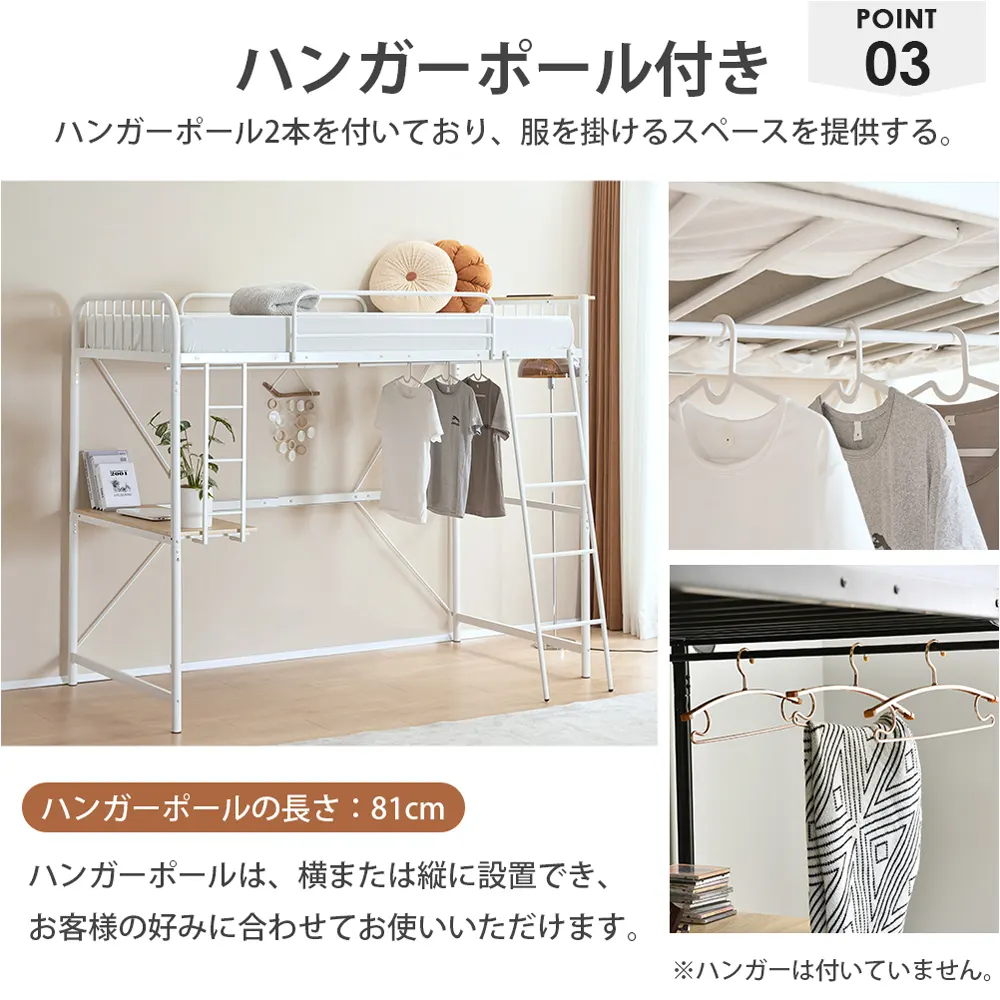 POINT
03
ハンガーポール付き
ハンガーポール2本を付いており、服を掛けるスペースを提供する。
2001
ハンガーポールの長さ：81cm
ハンガーポールは、横または縦に設置でき、
お客様の好みに合わせてお使いいただけます。
※ハンガーは付いていません。